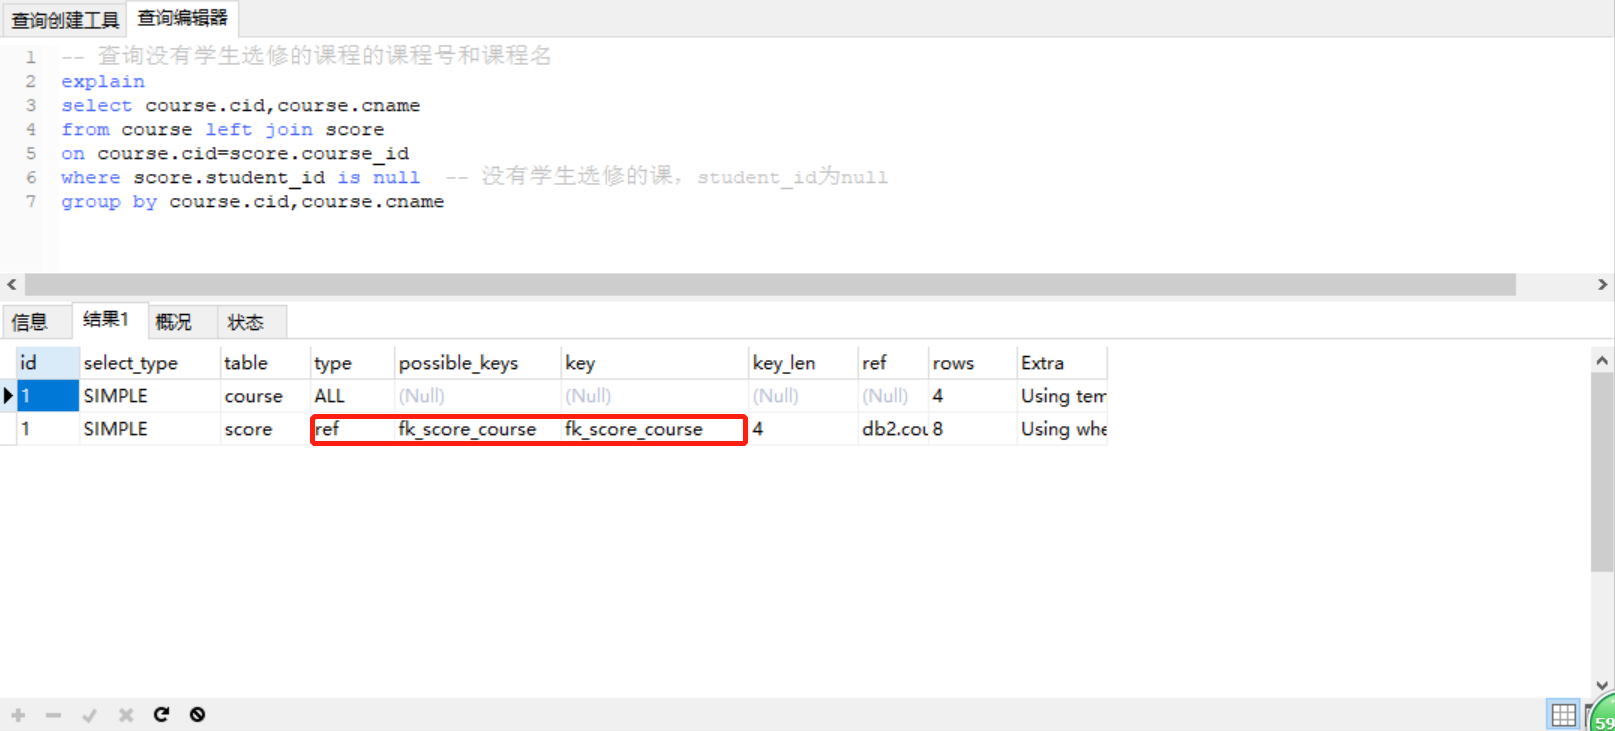 查询创建工具 查询编辑器
1 -- 查询没有学生选修的课程的课程号和课程名
2 explain
3 select course.cid,course.cname
4 from course left join score
5 on course.cid=score.course_id
6 where score.student_id is null -- 没有学生选修的课，student_id为null
7 group by course.cid,course.cname
信息 结果1 概况 状态
id select_type table type possible_keys key key_len ref rows Extra
1 SIMPLE course ALL (Null) (Null) (Null) (Null) 4 Using tem
1 SIMPLE score ref fk_score_course fk_score_course 4 db2.cou 8 Using whe
59